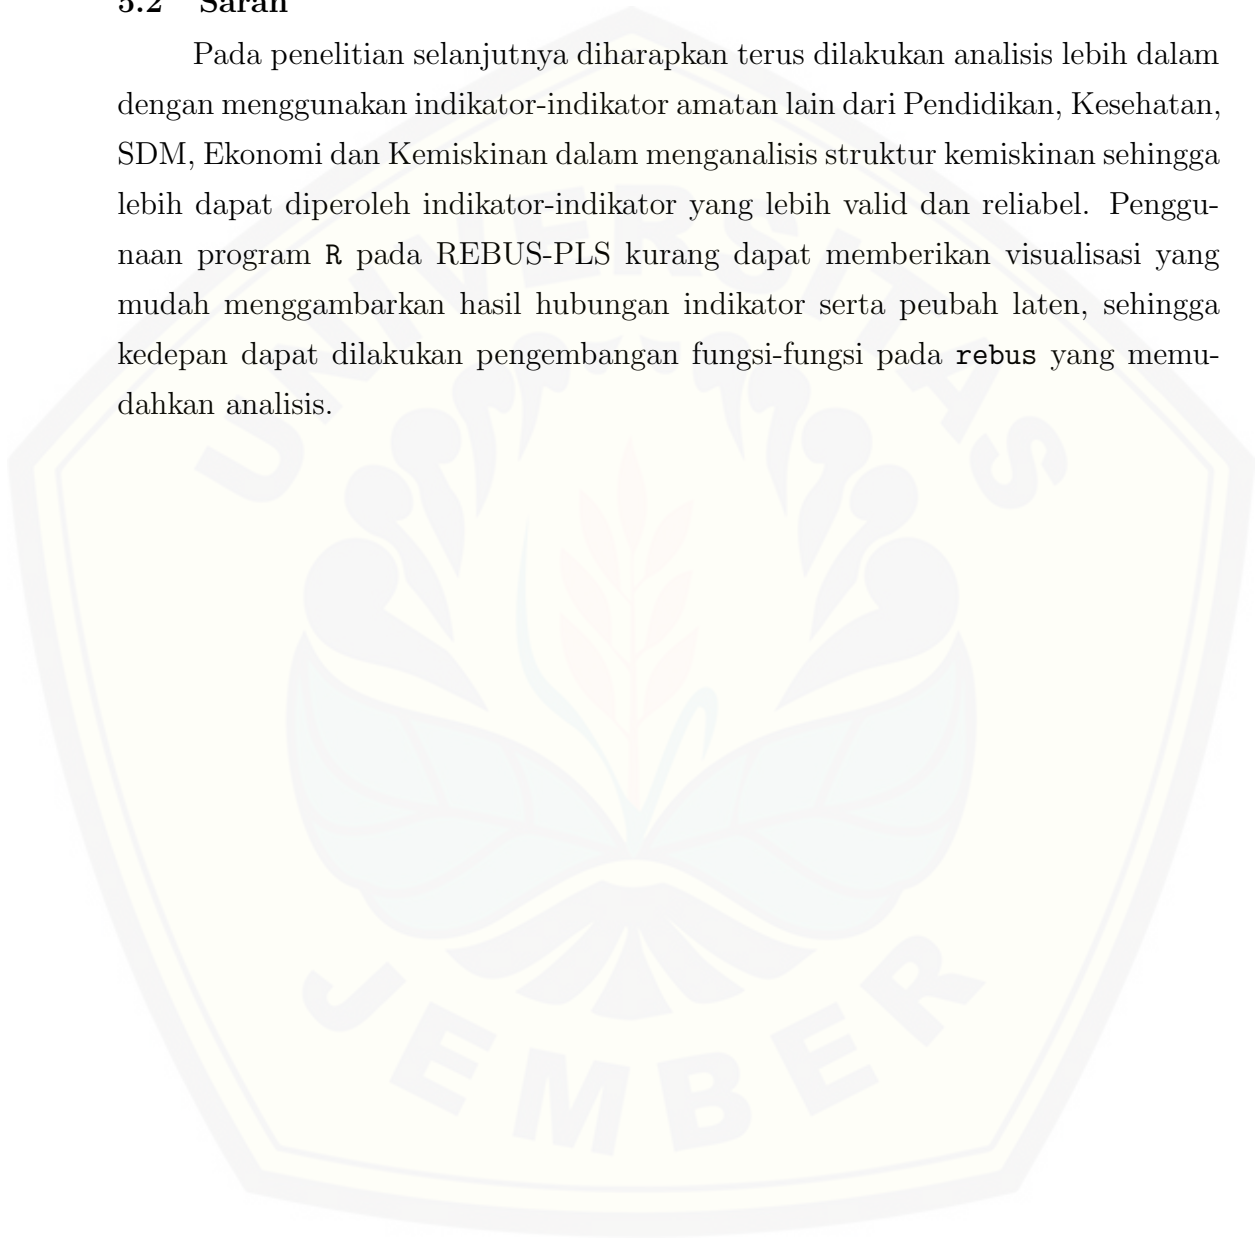 5.2 Saran
Pada penelitian selanjutnya diharapkan terus dilakukan analisis lebih dalam
dengan menggunakan indikator-indikator amatan lain dari Pendidikan, Kesehatan,
SDM, Ekonomi dan Kemiskinan dalam menganalisis struktur kemiskinan sehingga
lebih dapat diperoleh indikator-indikator yang lebih valid dan reliabel. Penggu-
naan program R pada REBUS-PLS kurang dapat memberikan visualisasi yang
mudah menggambarkan hasil hubungan indikator serta peubah laten, sehingga
kedepan dapat dilakukan pengembangan fungsi-fungsi pada rebus yang memu-
dahkan analisis.
UNIVERSITAS
JEMBER